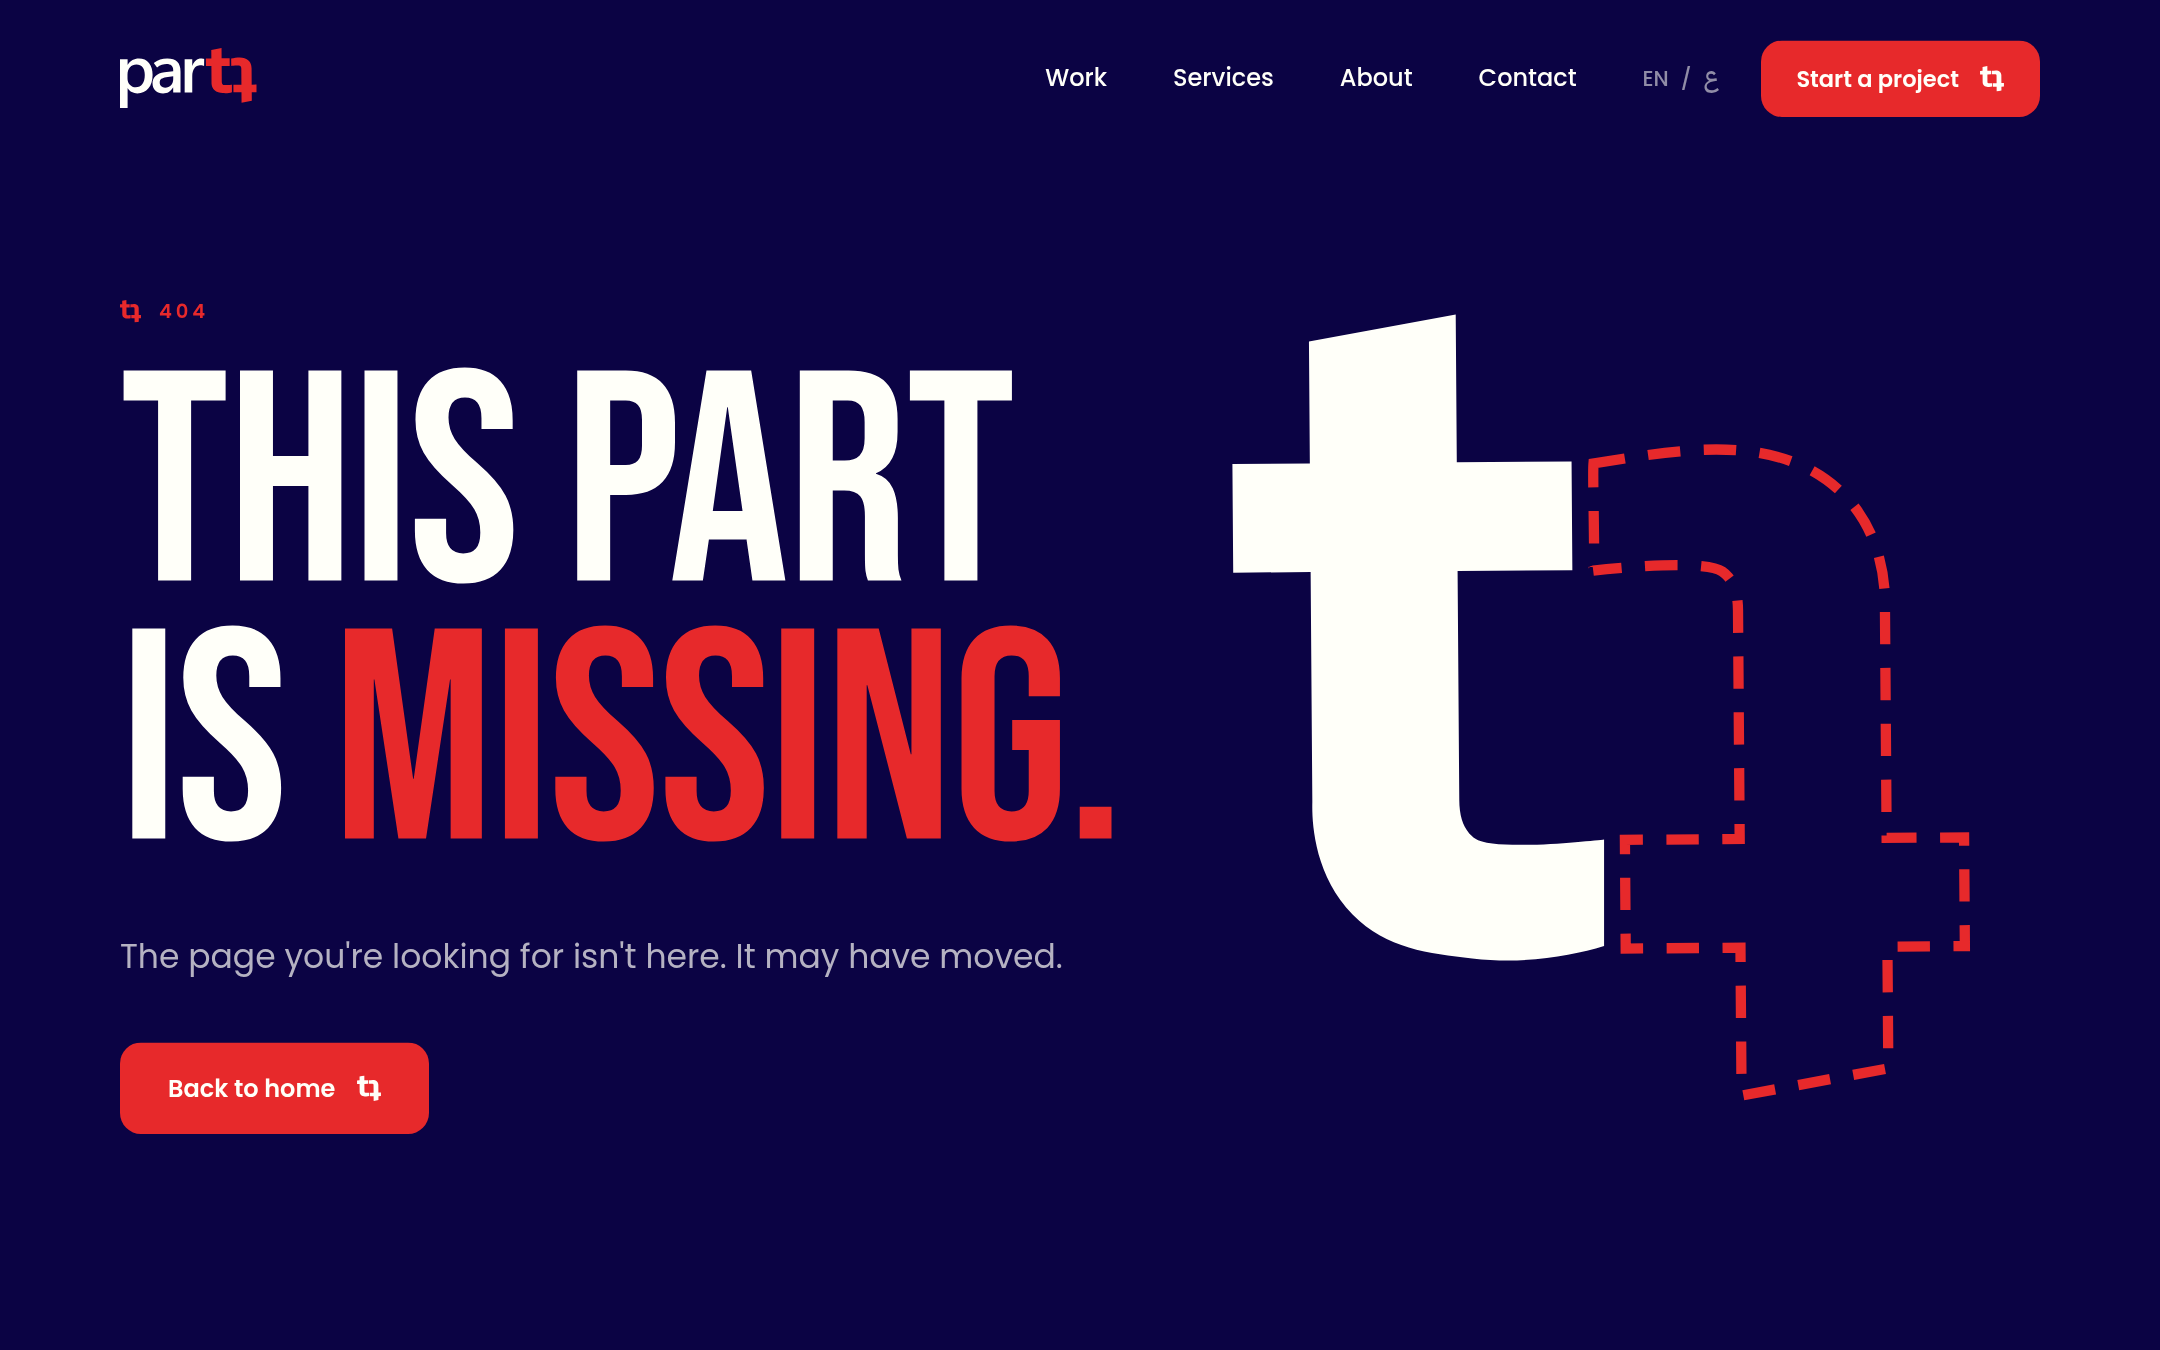 partt
Work
Services
About
Contact
EN / ع
Start a project
404
THIS PART
IS MISSING.
The page you're looking for isn't here. It may have moved.
Back to home
t